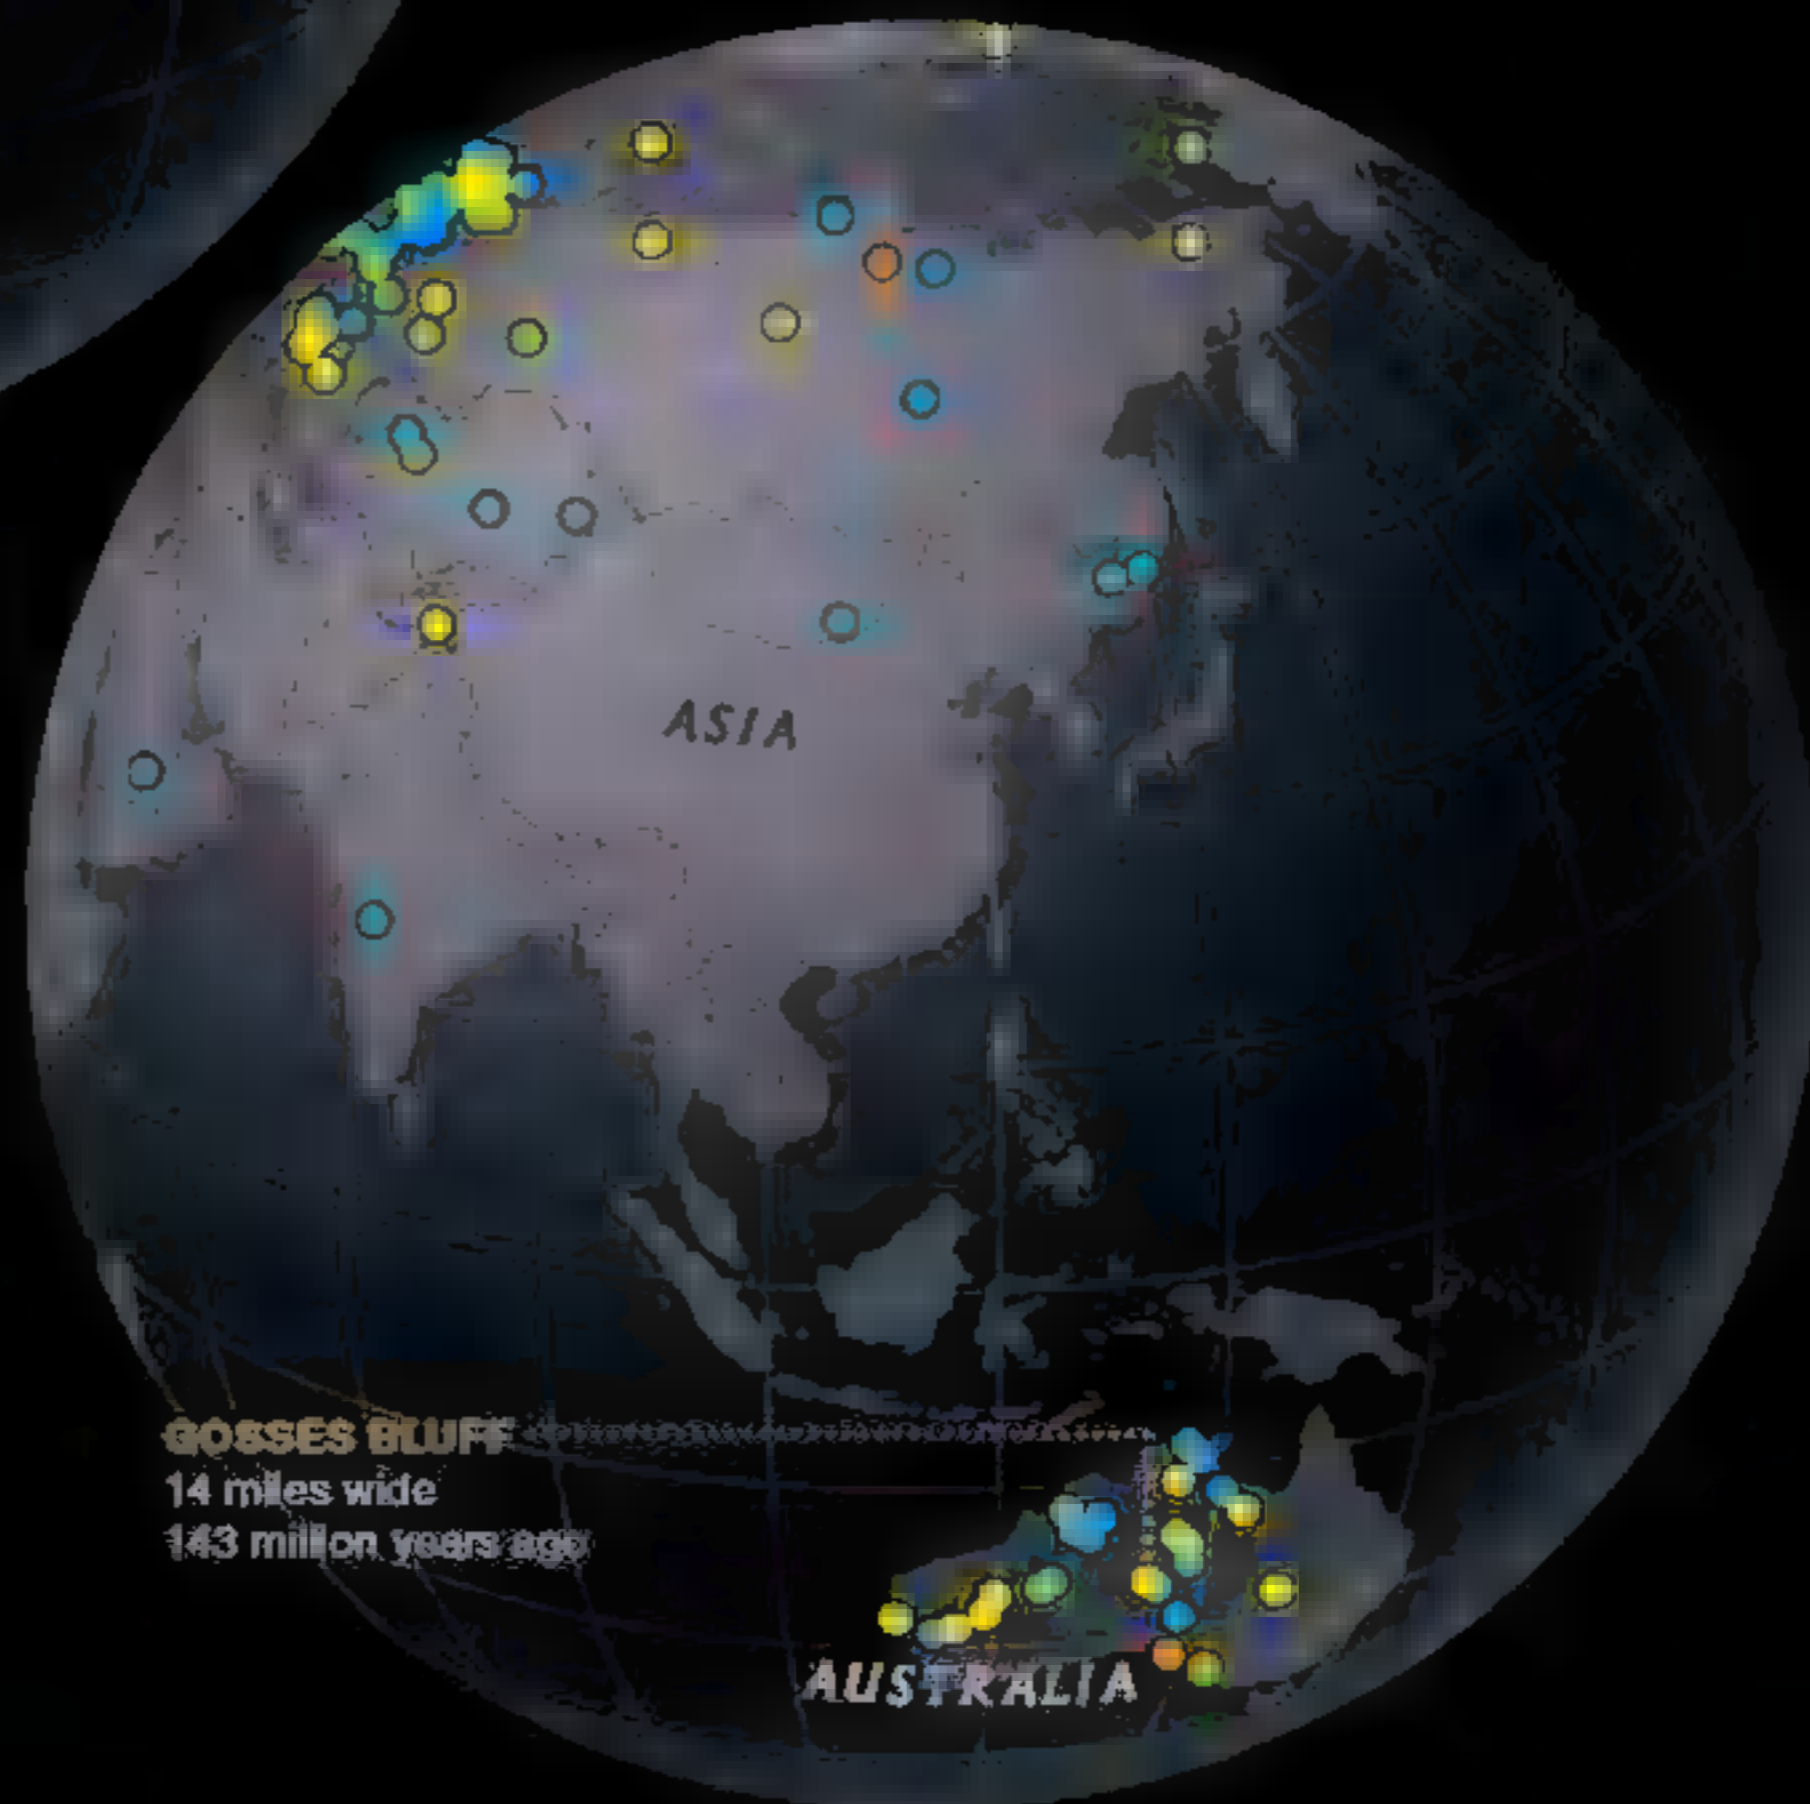 ASIA
GOSSES BLUFF
14 miles wide
143 million years ago
AUSTRALIA